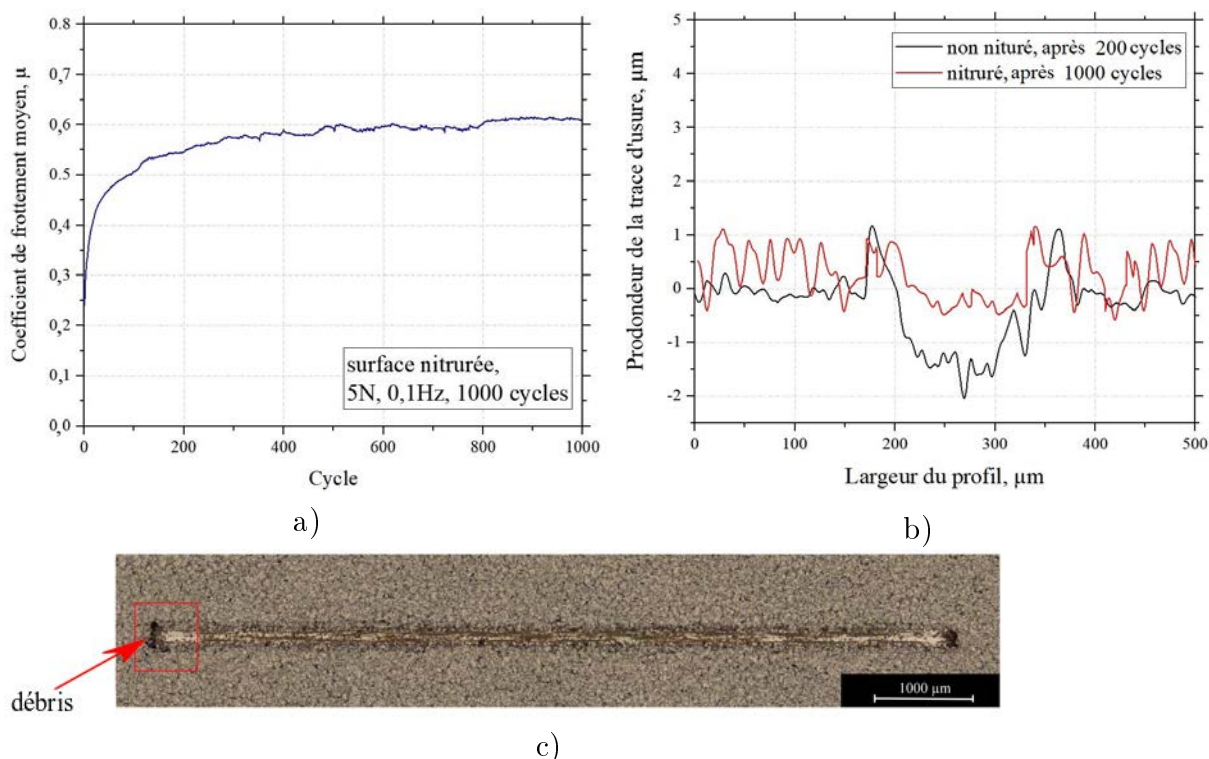 0,8
0,7
0,6
0,5
0,4
0,3
0,2
0,1
0,0
0
200
400
600
800
1000
Coefficient de frottement moyen, µ
Cycle
surface nitrurée,
5N, 0,1Hz, 1000 cycles
a)
5
4
3
2
1
0
-1
-2
0
100
200
300
400
500
Prodondeur de la trace d'usure, µm
Largeur du profil, µm
non nituré, après 200 cycles
nitruré, après 1000 cycles
b)
débris
1000 µm
c)